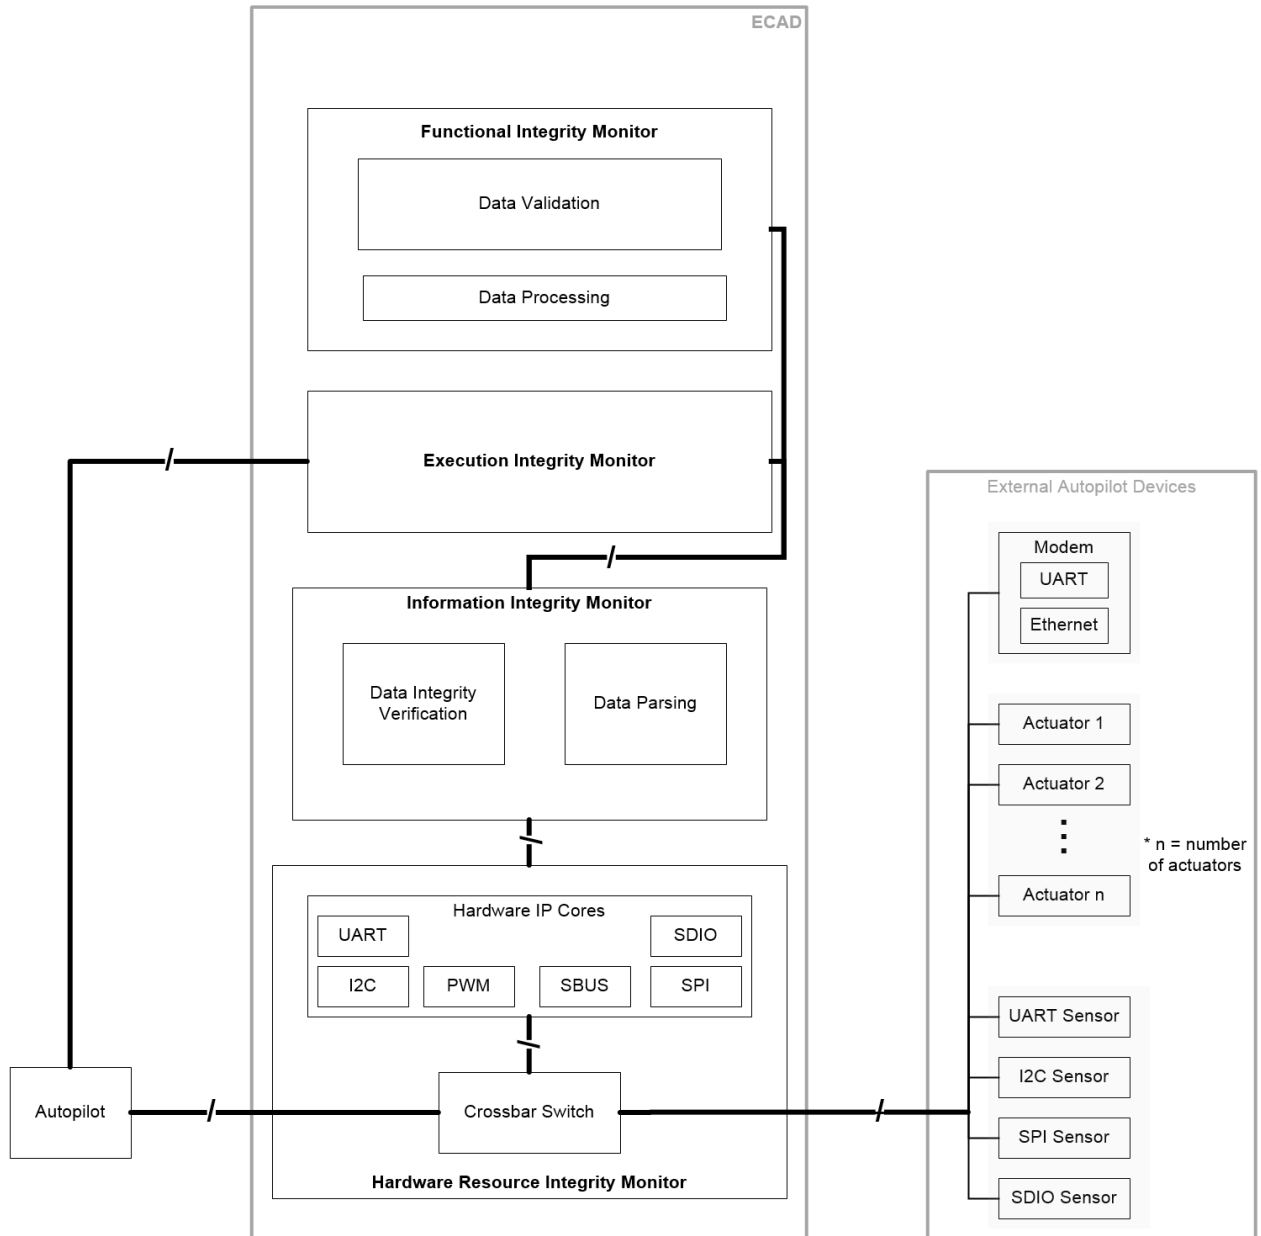 ECAD
Functional Integrity Monitor
Data Validation
Data Processing
Execution Integrity Monitor
Information Integrity Monitor
Data Integrity
Verification
Data Parsing
Hardware IP Cores
UART
SDIO
I2C
PWM
SBUS
SPI
Autopilot
Crossbar Switch
Hardware Resource Integrity Monitor
External Autopilot Devices
Modem
UART
Ethernet
Actuator 1
Actuator 2
* n = number
of actuators
Actuator n
UART Sensor
I2C Sensor
SPI Sensor
SDIO Sensor